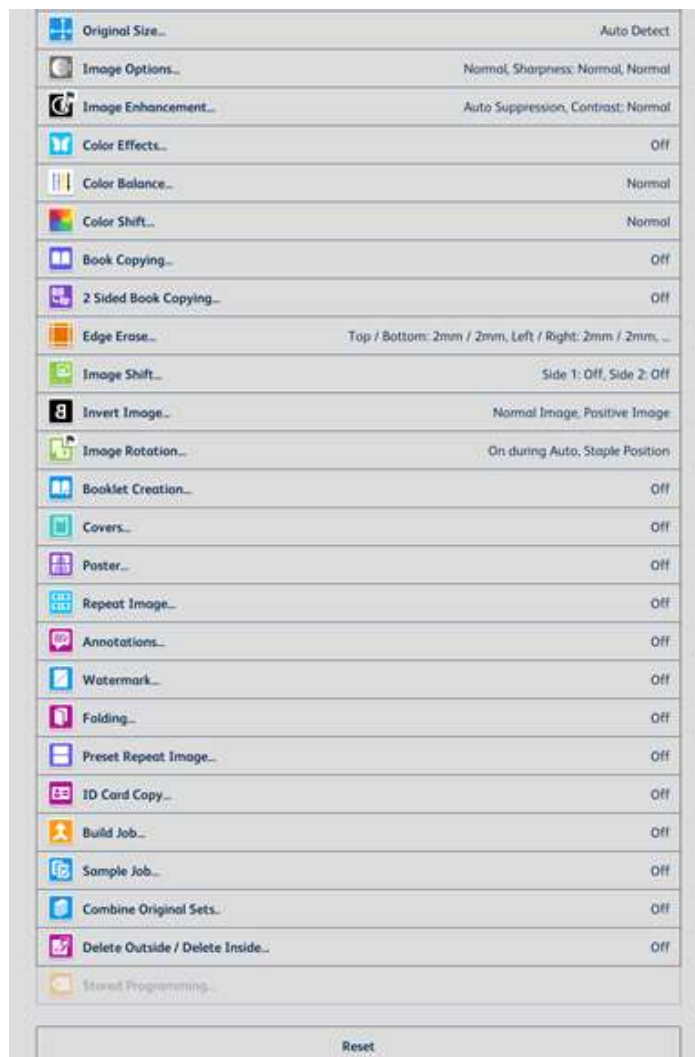 Original Size... Auto Detect
Image Options... Normal, Sharpness: Normal, Normal
Image Enhancement... Auto Suppression, Contrast: Normal
Color Effects... Off
Color Balance... Normal
Color Shift... Normal
Book Copying... Off
2 Sided Book Copying... Off
Edge Erase... Top / Bottom: 2mm / 2mm, Left / Right: 2mm / 2mm, ...
Image Shift... Side 1: Off, Side 2: Off
Invert Image... Normal Image, Positive Image
Image Rotation... On during Auto, Staple Position
Booklet Creation... Off
Covers... Off
Poster... Off
Repeat Image... Off
Annotations... Off
Watermark... Off
Folding... Off
Preset Repeat Image... Off
ID Card Copy... Off
Build Job... Off
Sample Job... Off
Combine Original Sets.. Off
Delete Outside / Delete Inside... Off
Stored Programming...
Reset